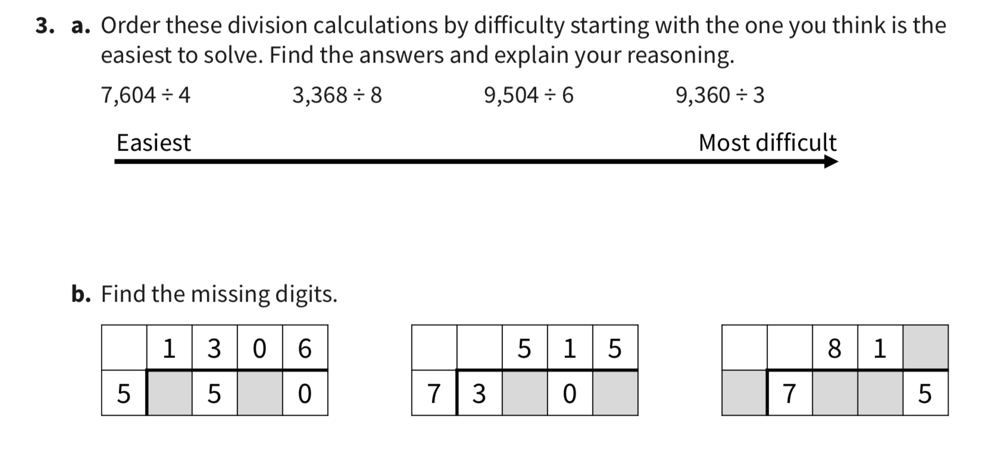 3. a. Order these division calculations by difficulty starting with the one you think is the
easiest to solve. Find the answers and explain your reasoning.
7,604 ÷ 4 3,368 ÷ 8 9,504 ÷ 6 9,360 ÷ 3
Easiest Most difficult
b. Find the missing digits.
1 3 0 6 5 1 5 8 1
5 5 0 7 3 0 7 5